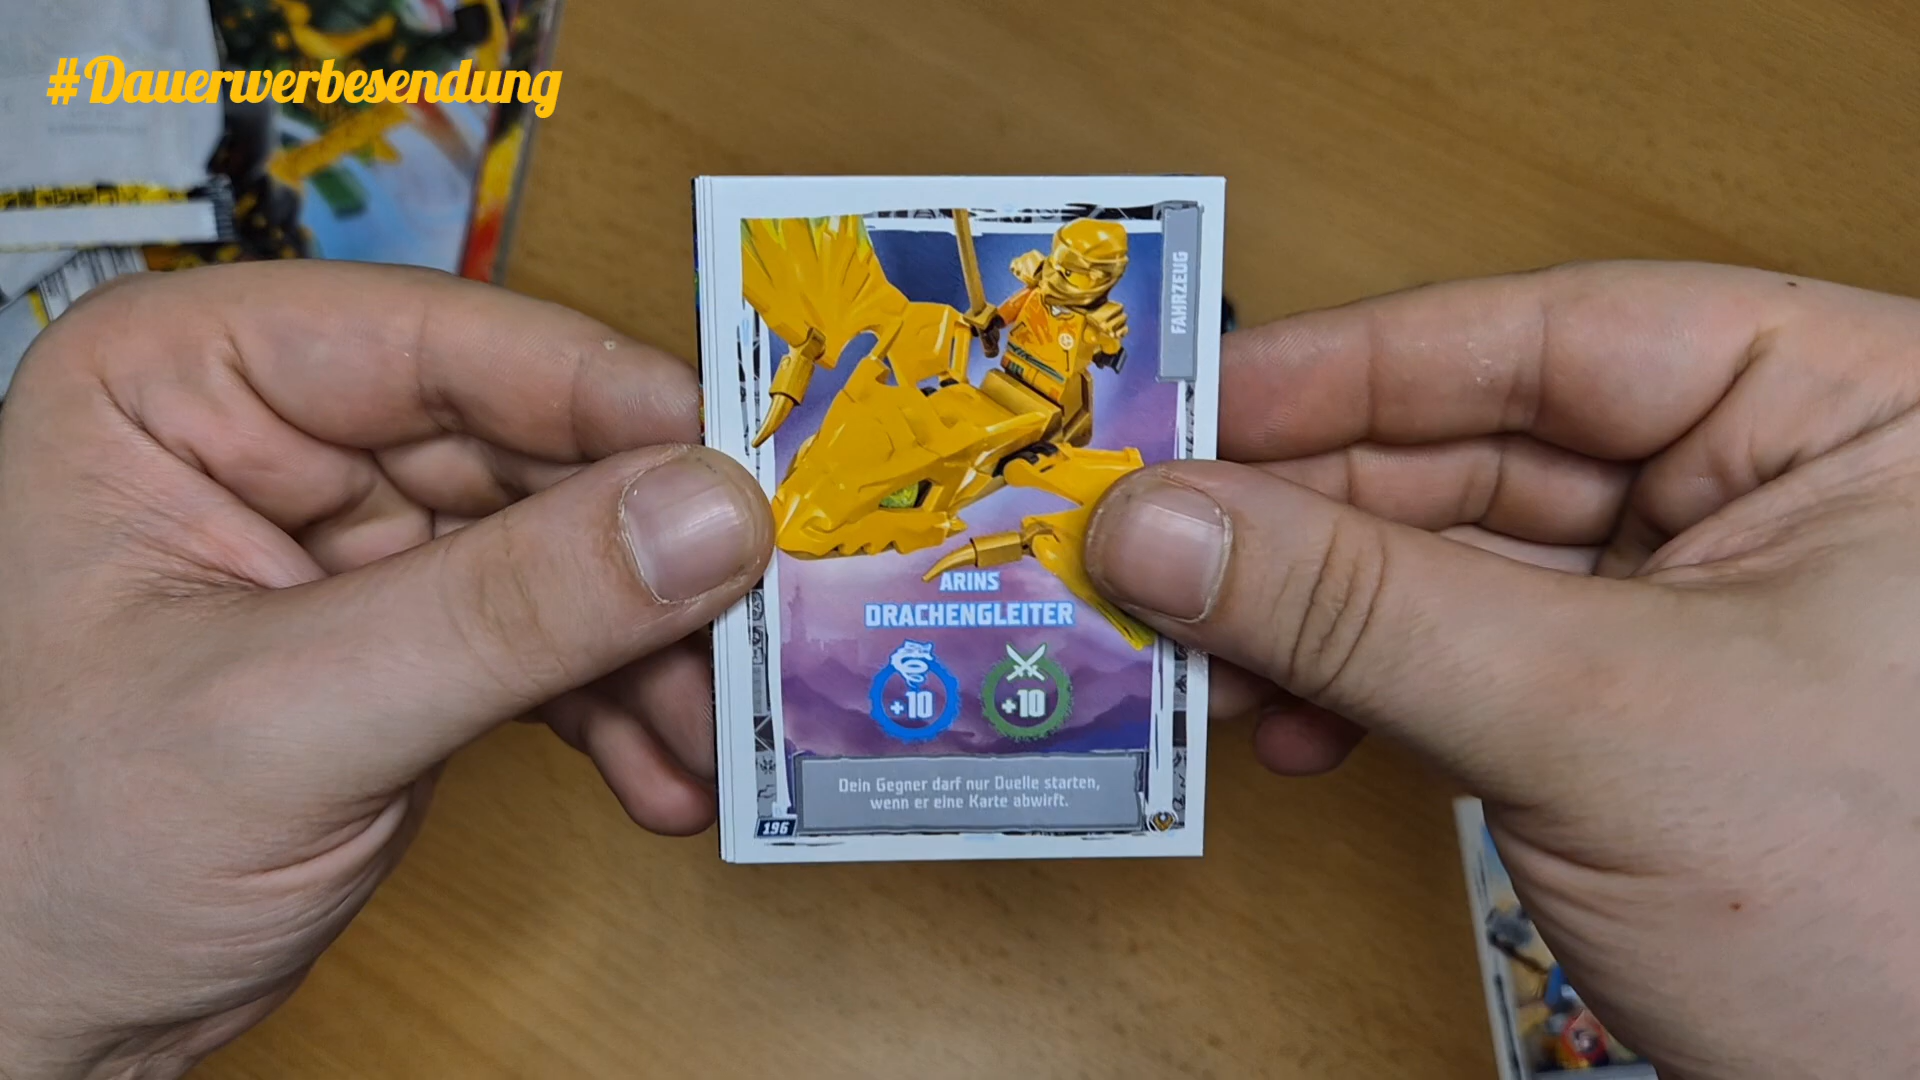 #Dauerwerbesendung
FAHRZEUG
ARINS
DRACHENGLEITER
+10
+10
Dein Gegner darf nur Duelle starten,
wenn er eine Karte abwirft.
196